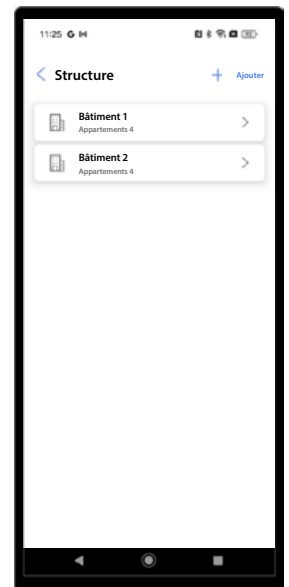 11:25 G M
Structure
+ Ajouter
Bâtiment 1
Appartements 4
Bâtiment 2
Appartements 4